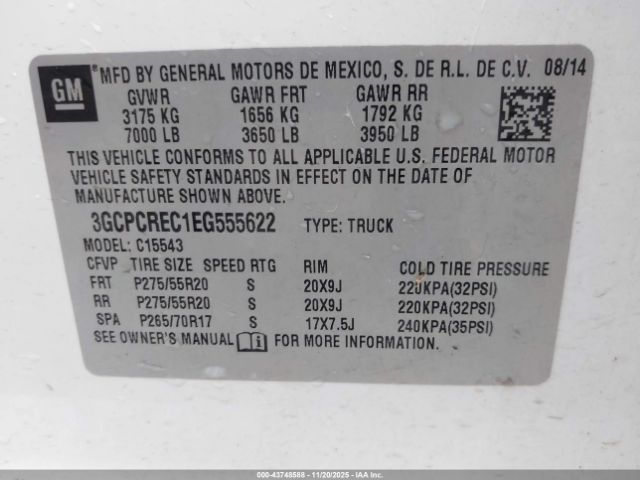 GM
*MFD BY GENERAL MOTORS DE MEXICO, S. DE R.L. DE C.V. 08/14
GVWR GAWR FRT GAWR RR
3175 KG 1656 KG 1792 KG
7000 LB 3650 LB 3950 LB
THIS VEHICLE CONFORMS TO ALL APPLICABLE U.S. FEDERAL MOTOR
VEHICLE SAFETY STANDARDS IN EFFECT ON THE DATE OF
MANUFACTURE SHOWN ABOVE.
3GCPCREC1EG555622 TYPE: TRUCK
MODEL: C15543
CFVP TIRE SIZE SPEED RTG RIM COLD TIRE PRESSURE
FRT P275/55R20 S 20X9J 220KPA(32PSI)
RR P275/55R20 S 20X9J 220KPA(32PSI)
SPA P265/70R17 S 17X7.5J 240KPA(35PSI)
SEE OWNER'S MANUAL FOR MORE INFORMATION.
000-43748588 - 11/20/2025 - IAAI.COM